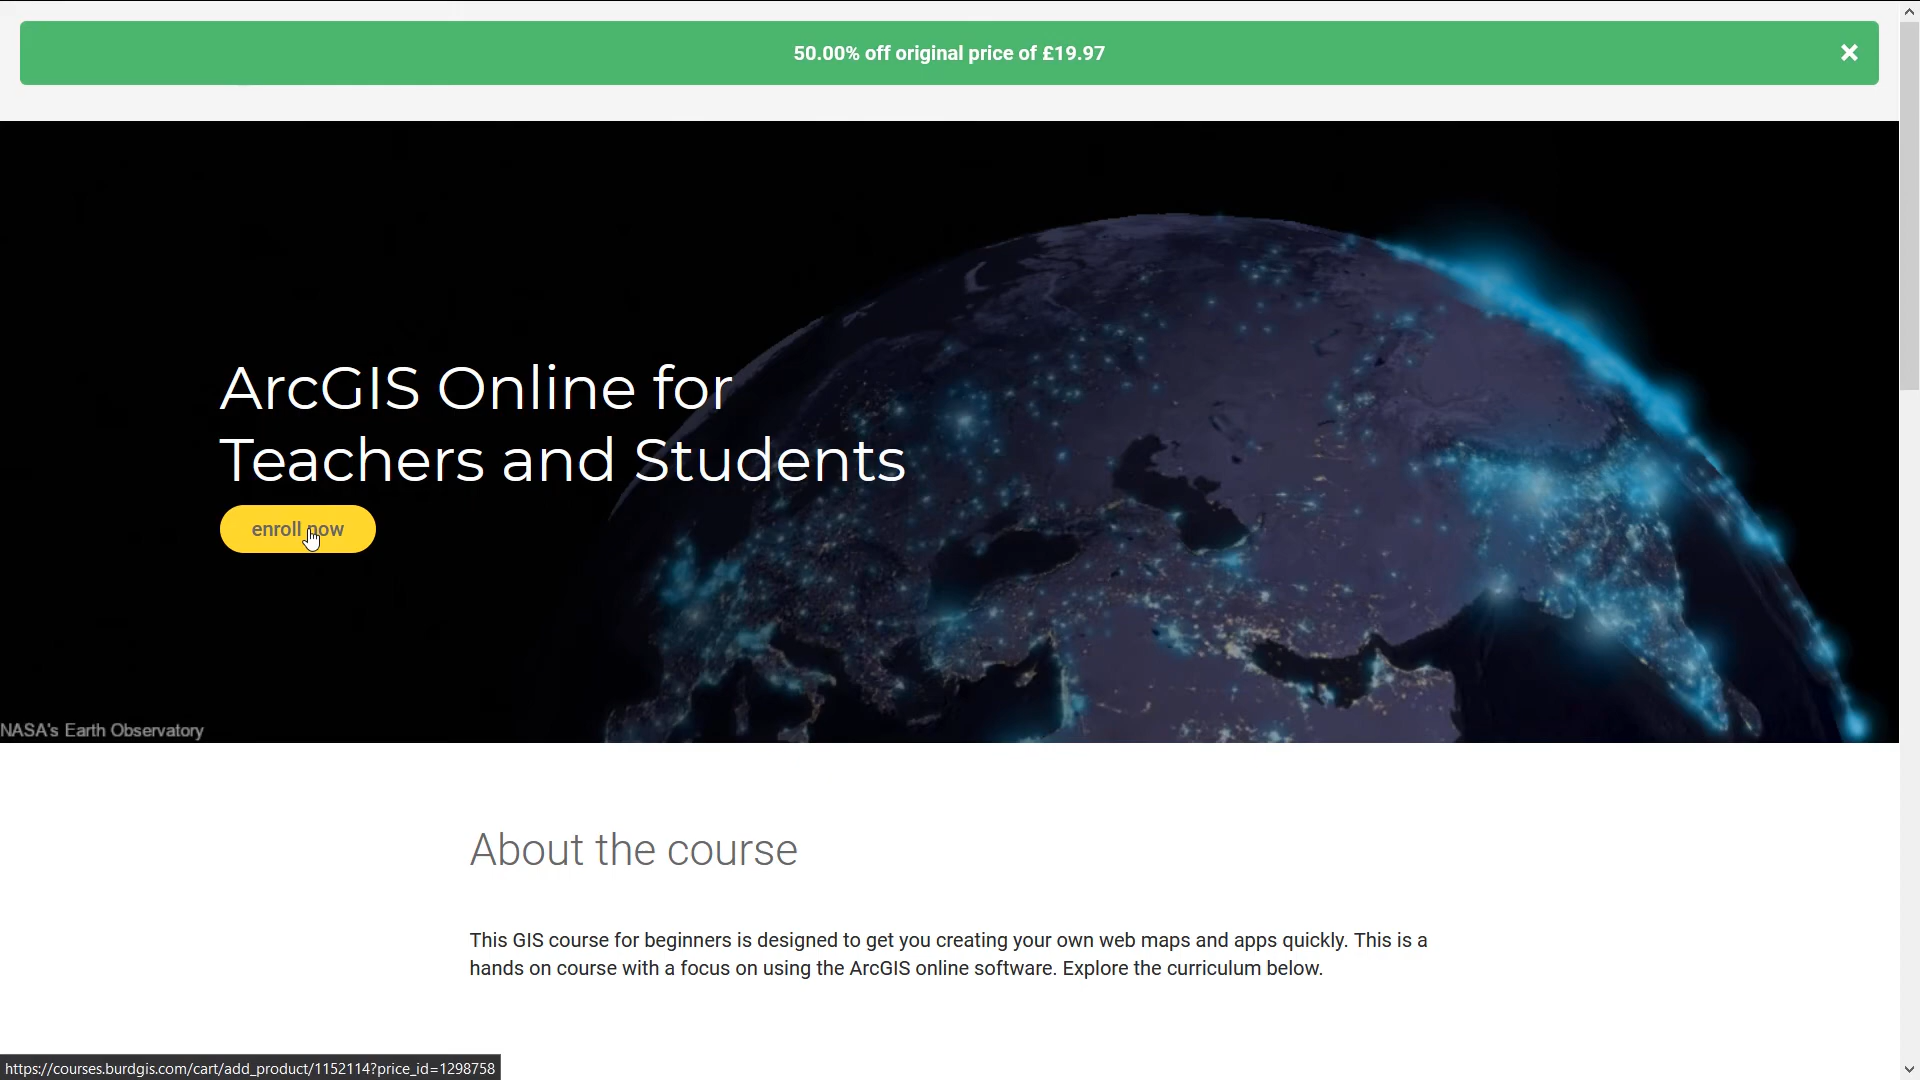 50.00% off original price of £19.97
ArcGIS Online for
Teachers and Students
enroll now
NASA's Earth Observatory
About the course
This GIS course for beginners is designed to get you creating your own web maps and apps quickly. This is a
hands on course with a focus on using the ArcGIS online software. Explore the curriculum below.
https://courses.burdgis.com/cart/add_product/1152114?price_id=1298758